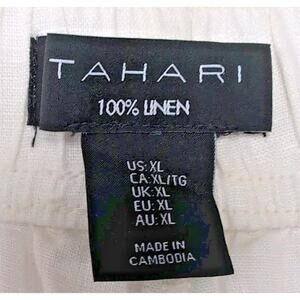 TAHARI
100% LINEN
US: XL
CA: XL/TG
UK: XL
EU: XL
AU: XL
MADE IN
CAMBODIA